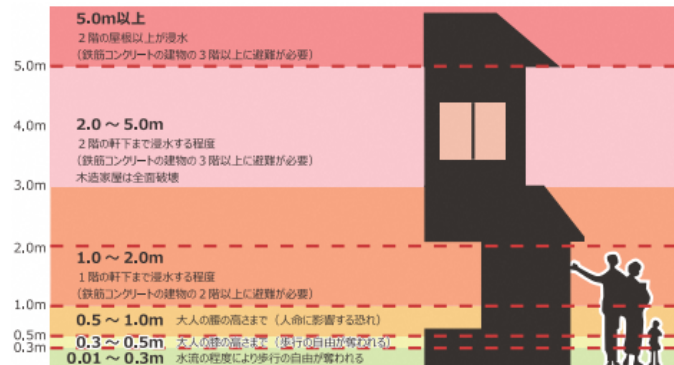 5.0m以上
2階の屋根以上が浸水
(鉄筋コンクリートの建物の3階以上に避難が必要)
5.0m
4.0m
2.0 ～ 5.0m
2階の軒下まで浸水する程度
(鉄筋コンクリートの建物の3階以上に避難が必要)
木造家屋は全面破壊
3.0m
2.0m
1.0 ～ 2.0m
1階の軒下まで浸水する程度
(鉄筋コンクリートの建物の2階以上に避難が必要)
1.0m
0.5 ～ 1.0m 大人の腰の高さまで(人命に影響する恐れ)
0.5m
0.3 ～ 0.5m 大人の膝の高さまで(歩行の自由が奪われる)
0.3m
0.01 ～ 0.3m 水流の程度により歩行の自由が奪われる